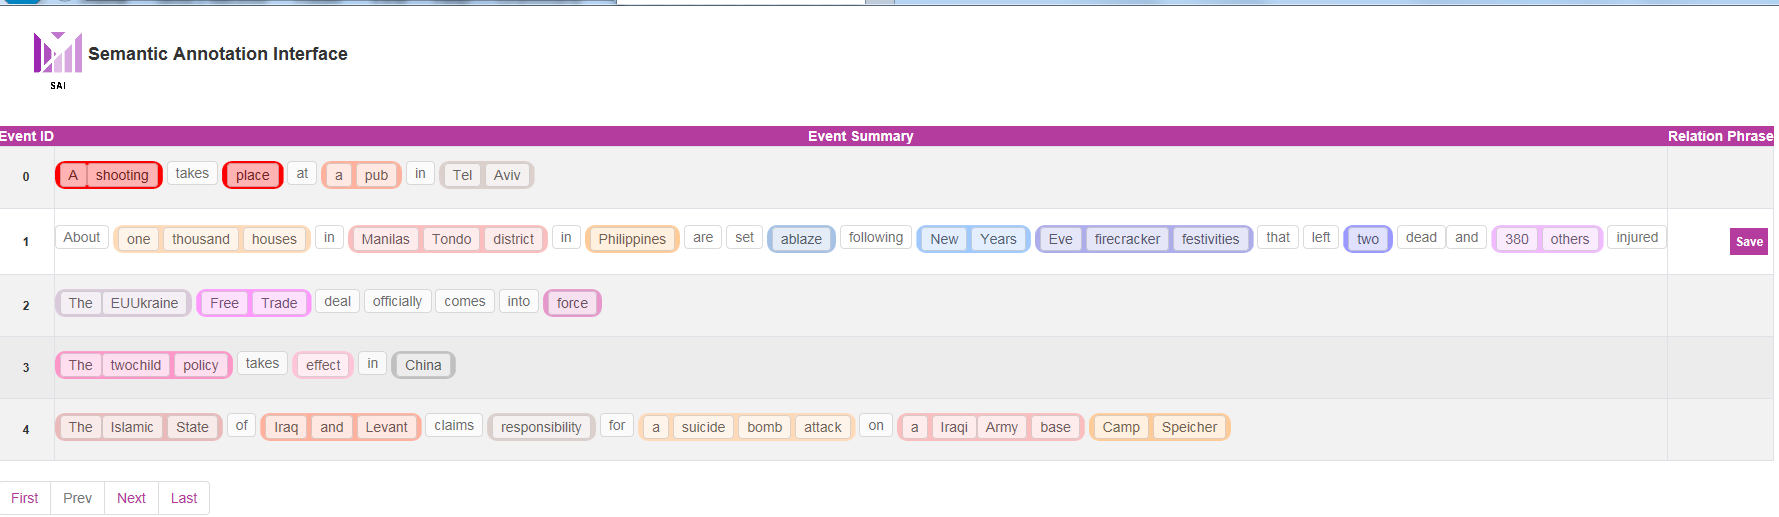 Semantic Annotation Interface
SAI
Event ID Event Summary Relation Phrase
0 A shooting takes place at a pub in Tel Aviv
1 About one thousand houses in Manilas Tondo district in Philippines are set ablaze following New Years Eve firecracker festivities that left two dead and 380 others injured Save
2 The EUUkraine Free Trade deal officially comes into force
3 The twochild policy takes effect in China
4 The Islamic State of Iraq and Levant claims responsibility for a suicide bomb attack on a Iraqi Army base Camp Speicher
First Prev Next Last